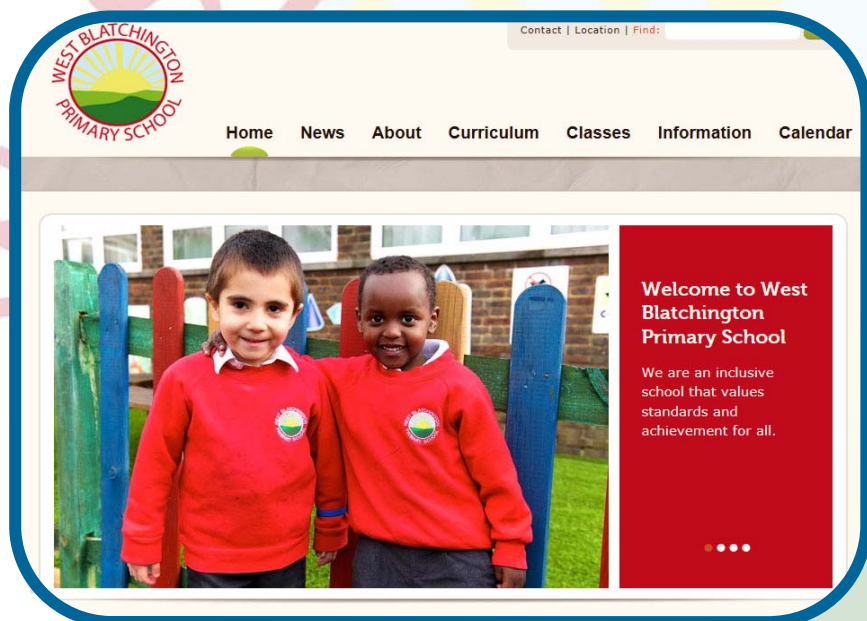 WEST BLATCHINGTON
PRIMARY SCHOOL
Contact | Location | Find:
Home News About Curriculum Classes Information Calendar
Welcome to West
Blatchington
Primary School
We are an inclusive
school that values
standards and
achievement for all.